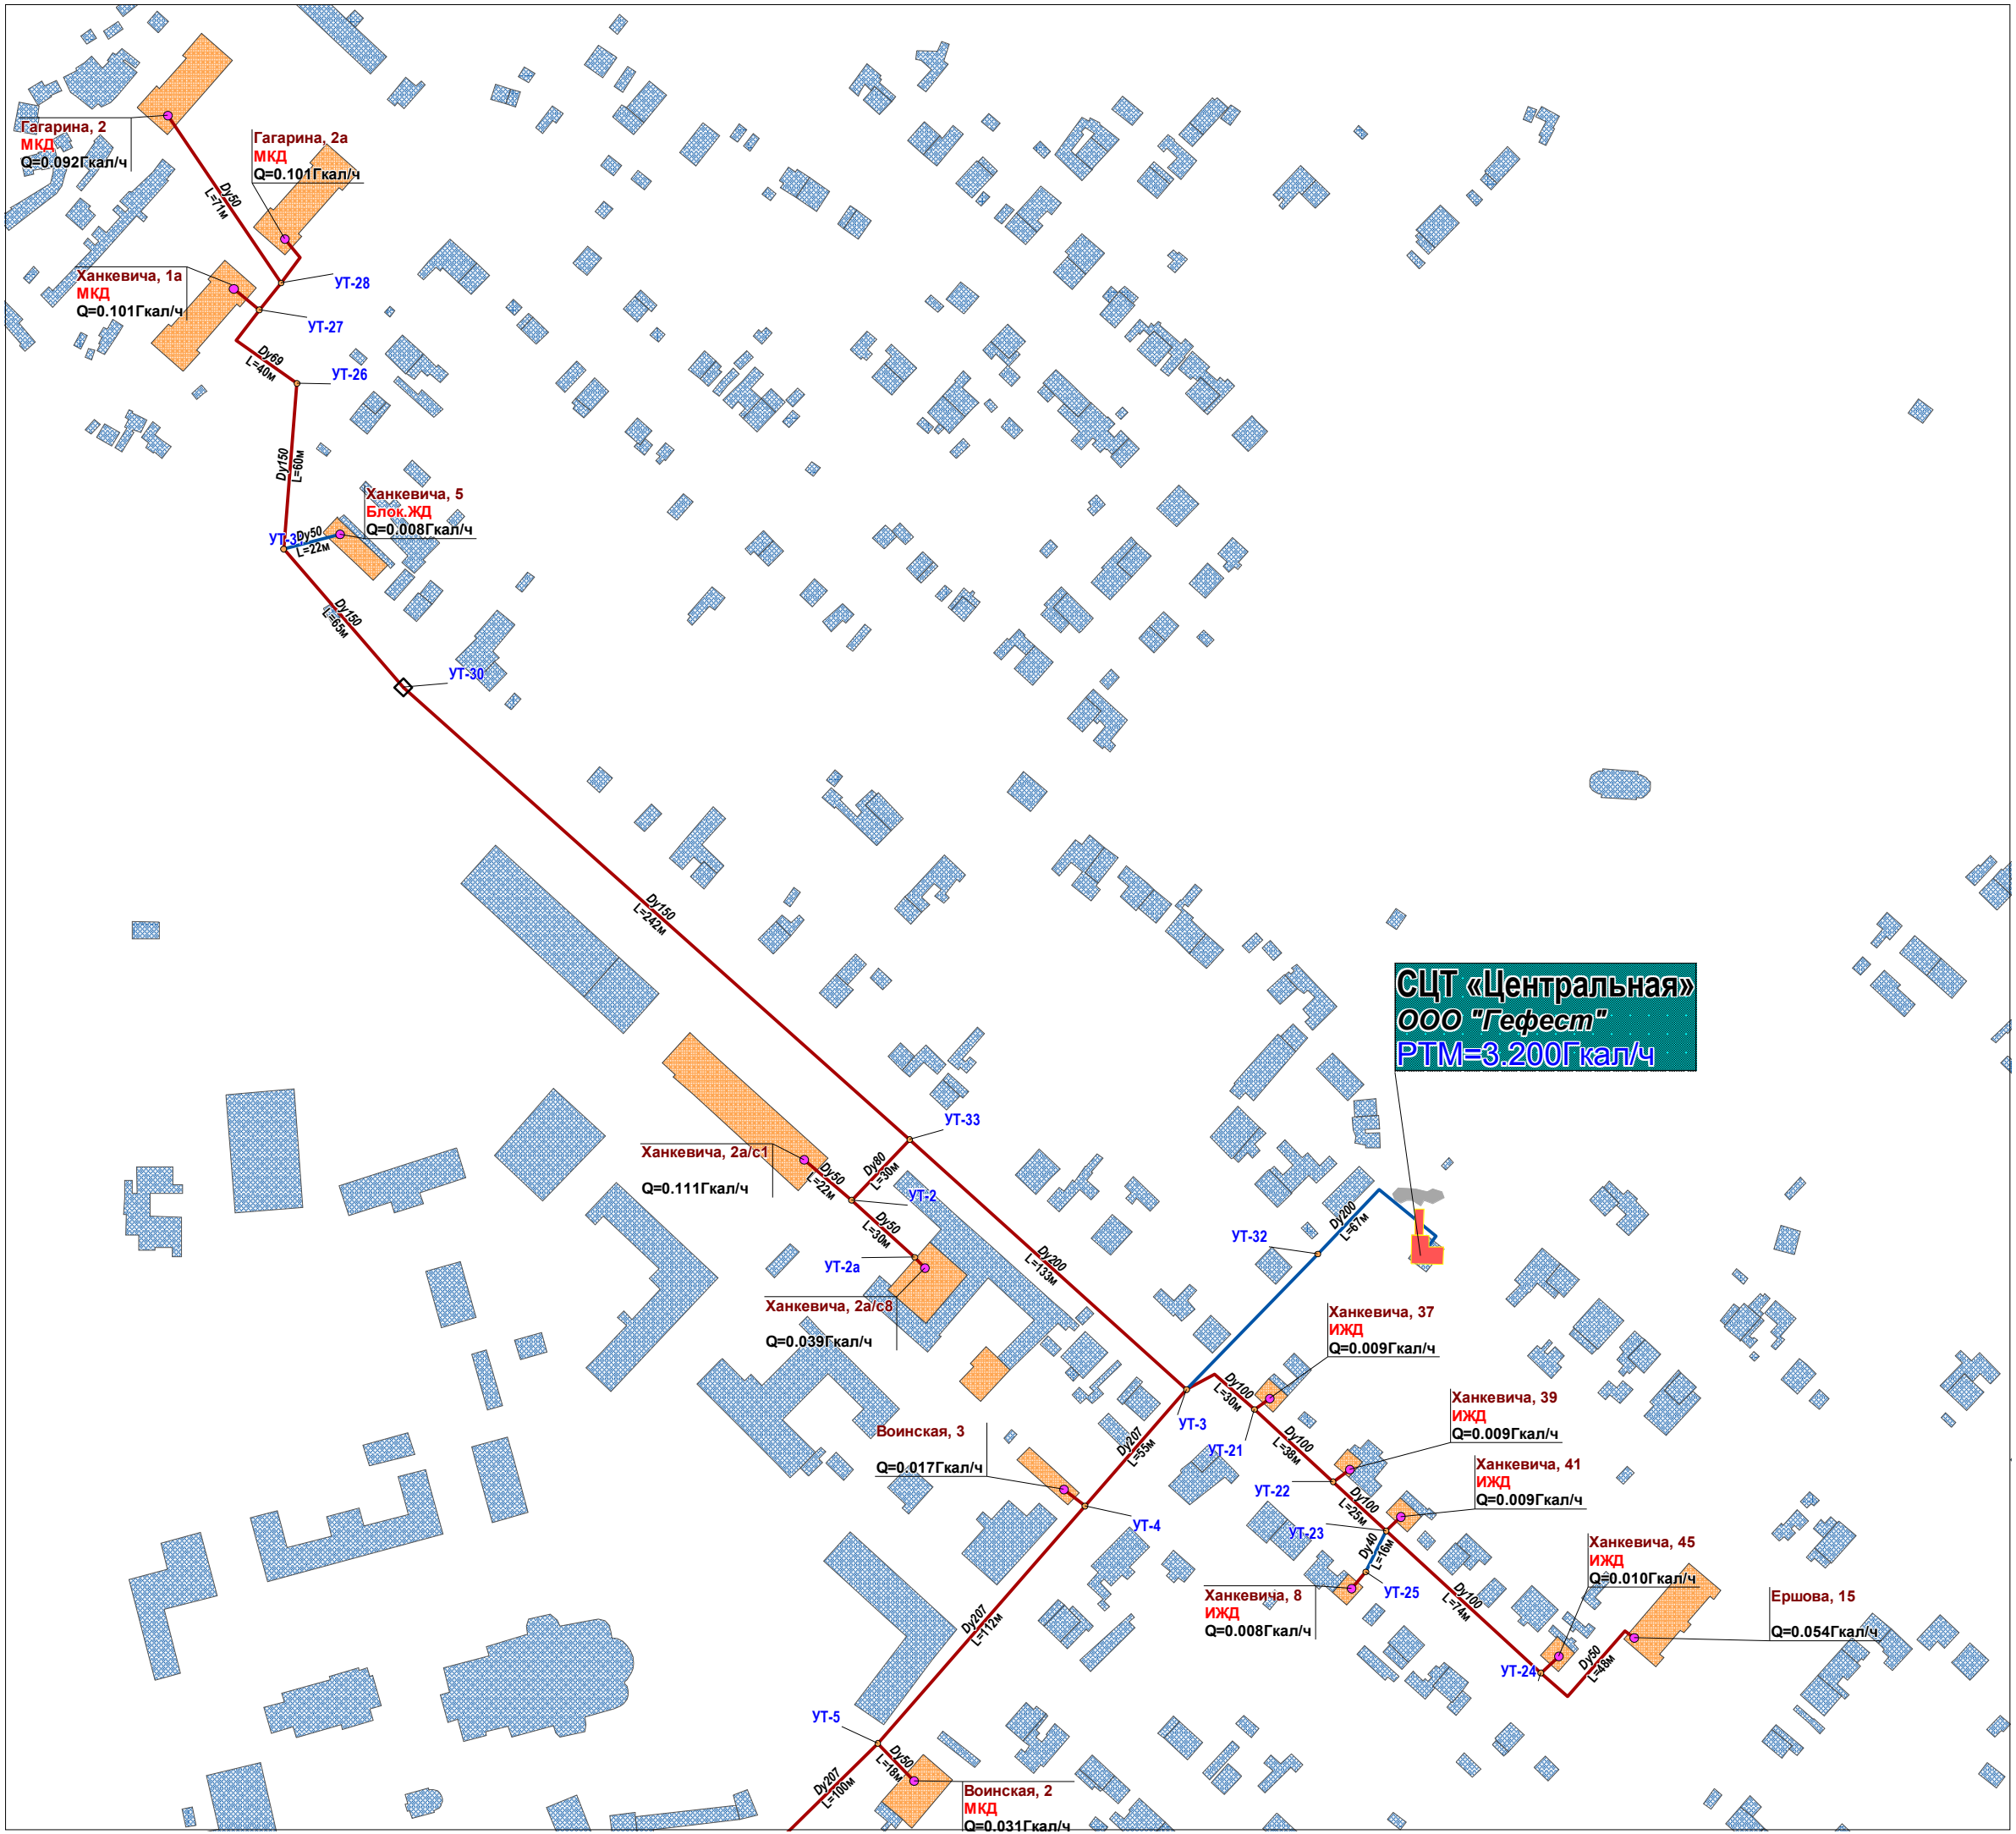 Гагарина, 2
МКД
Q=0.092Гкал/ч
Гагарина, 2а
МКД
Q=0.101Гкал/ч
Dy50
L=71м
Ханкевича, 1а
МКД
Q=0.101Гкал/ч
УТ-28
УТ-27
Dy69
L=40м
УТ-26
Dy150
L=60м
Ханкевича, 5
Блок.ЖД
Q=0.008Гкал/ч
УТ-3
Dy50
L=22м
Dy150
L=65м
УТ-30
Dy150
L=242м
СЦТ «Центральная»
ООО "Гефест"
РТМ=3.200Гкал/ч
УТ-33
Ханкевича, 2а/с1
Q=0.111Гкал/ч
Dy50
L=22м
Dy80
L=30м
УТ-2
Dy50
L=30м
УТ-2а
Ханкевича, 2а/с8
Q=0.039Гкал/ч
Dy200
L=133м
УТ-32
Dy200
L=67м
Ханкевича, 37
ИЖД
Q=0.009Гкал/ч
Dy100
L=30м
УТ-3
УТ-21
Ханкевича, 39
ИЖД
Q=0.009Гкал/ч
Dy207
L=55м
Dy100
L=38м
Воинская, 3
Q=0.017Гкал/ч
Ханкевича, 41
ИЖД
Q=0.009Гкал/ч
УТ-22
Dy100
L=25м
УТ-4
УТ-23
Dy40
L=16м
Ханкевича, 45
ИЖД
Q=0.010Гкал/ч
УТ-25
Ханкевича, 8
ИЖД
Q=0.008Гкал/ч
Dy100
L=74м
Ершова, 15
Q=0.054Гкал/ч
Dy207
L=112м
УТ-24
Dy50
L=48м
УТ-5
Dy50
L=18м
Dy207
L=100м
Воинская, 2
МКД
Q=0.031Гкал/ч